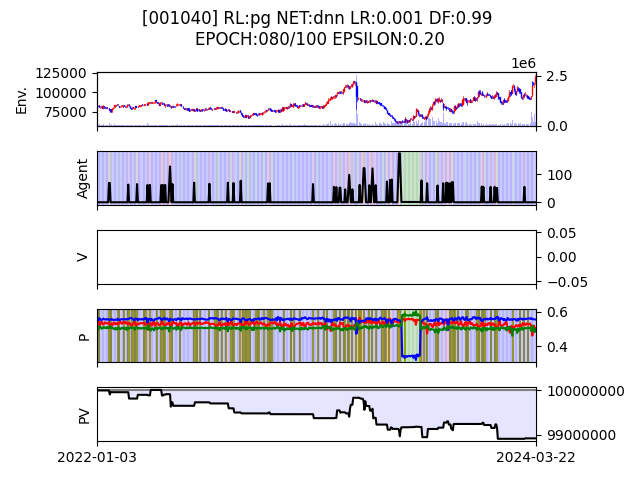 [001040] RL:pg NET:dnn LR:0.001 DF:0.99
EPOCH:080/100 EPSILON:0.20
1e6
125000
100000
75000
Env.
2.5
0.0
Agent
100
0
V
0.05
0.00
−0.05
P
0.6
0.4
PV
100000000
99000000
2022-01-03
2024-03-22